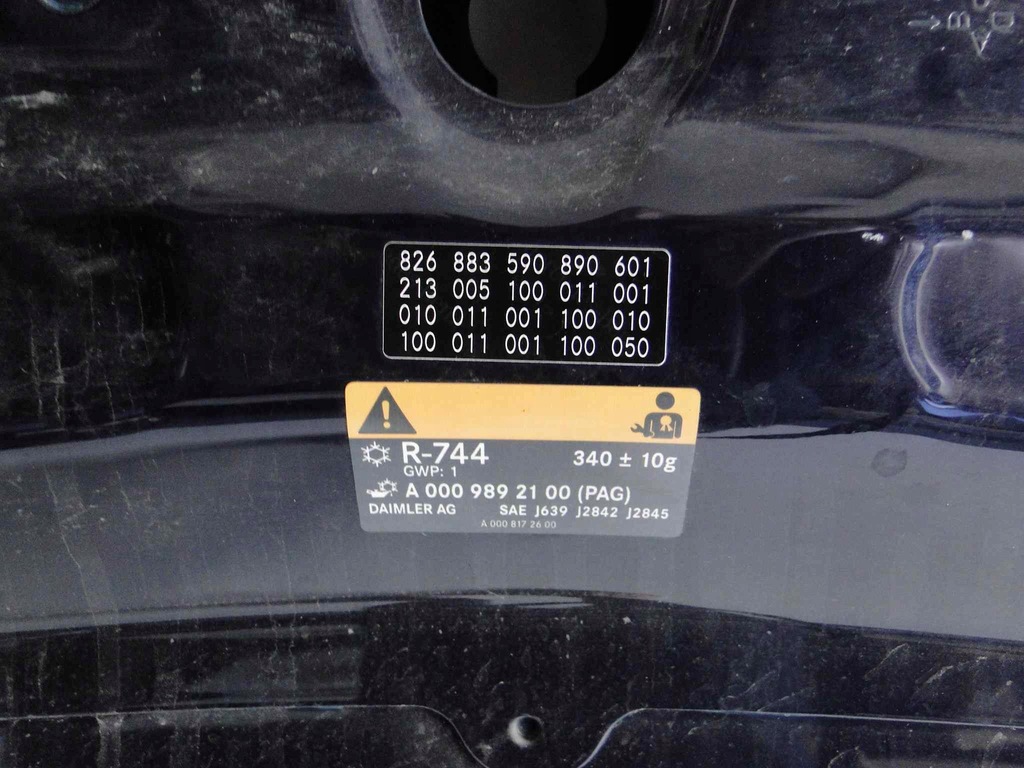 826 883 590 890 601
213 005 100 011 001
010 011 001 100 010
100 011 001 100 050
R-744 340 ± 10g
GWP: 1
A 000 989 21 00 (PAG)
DAIMLER AG SAE J639 J2842 J2845
A 000 817 26 00